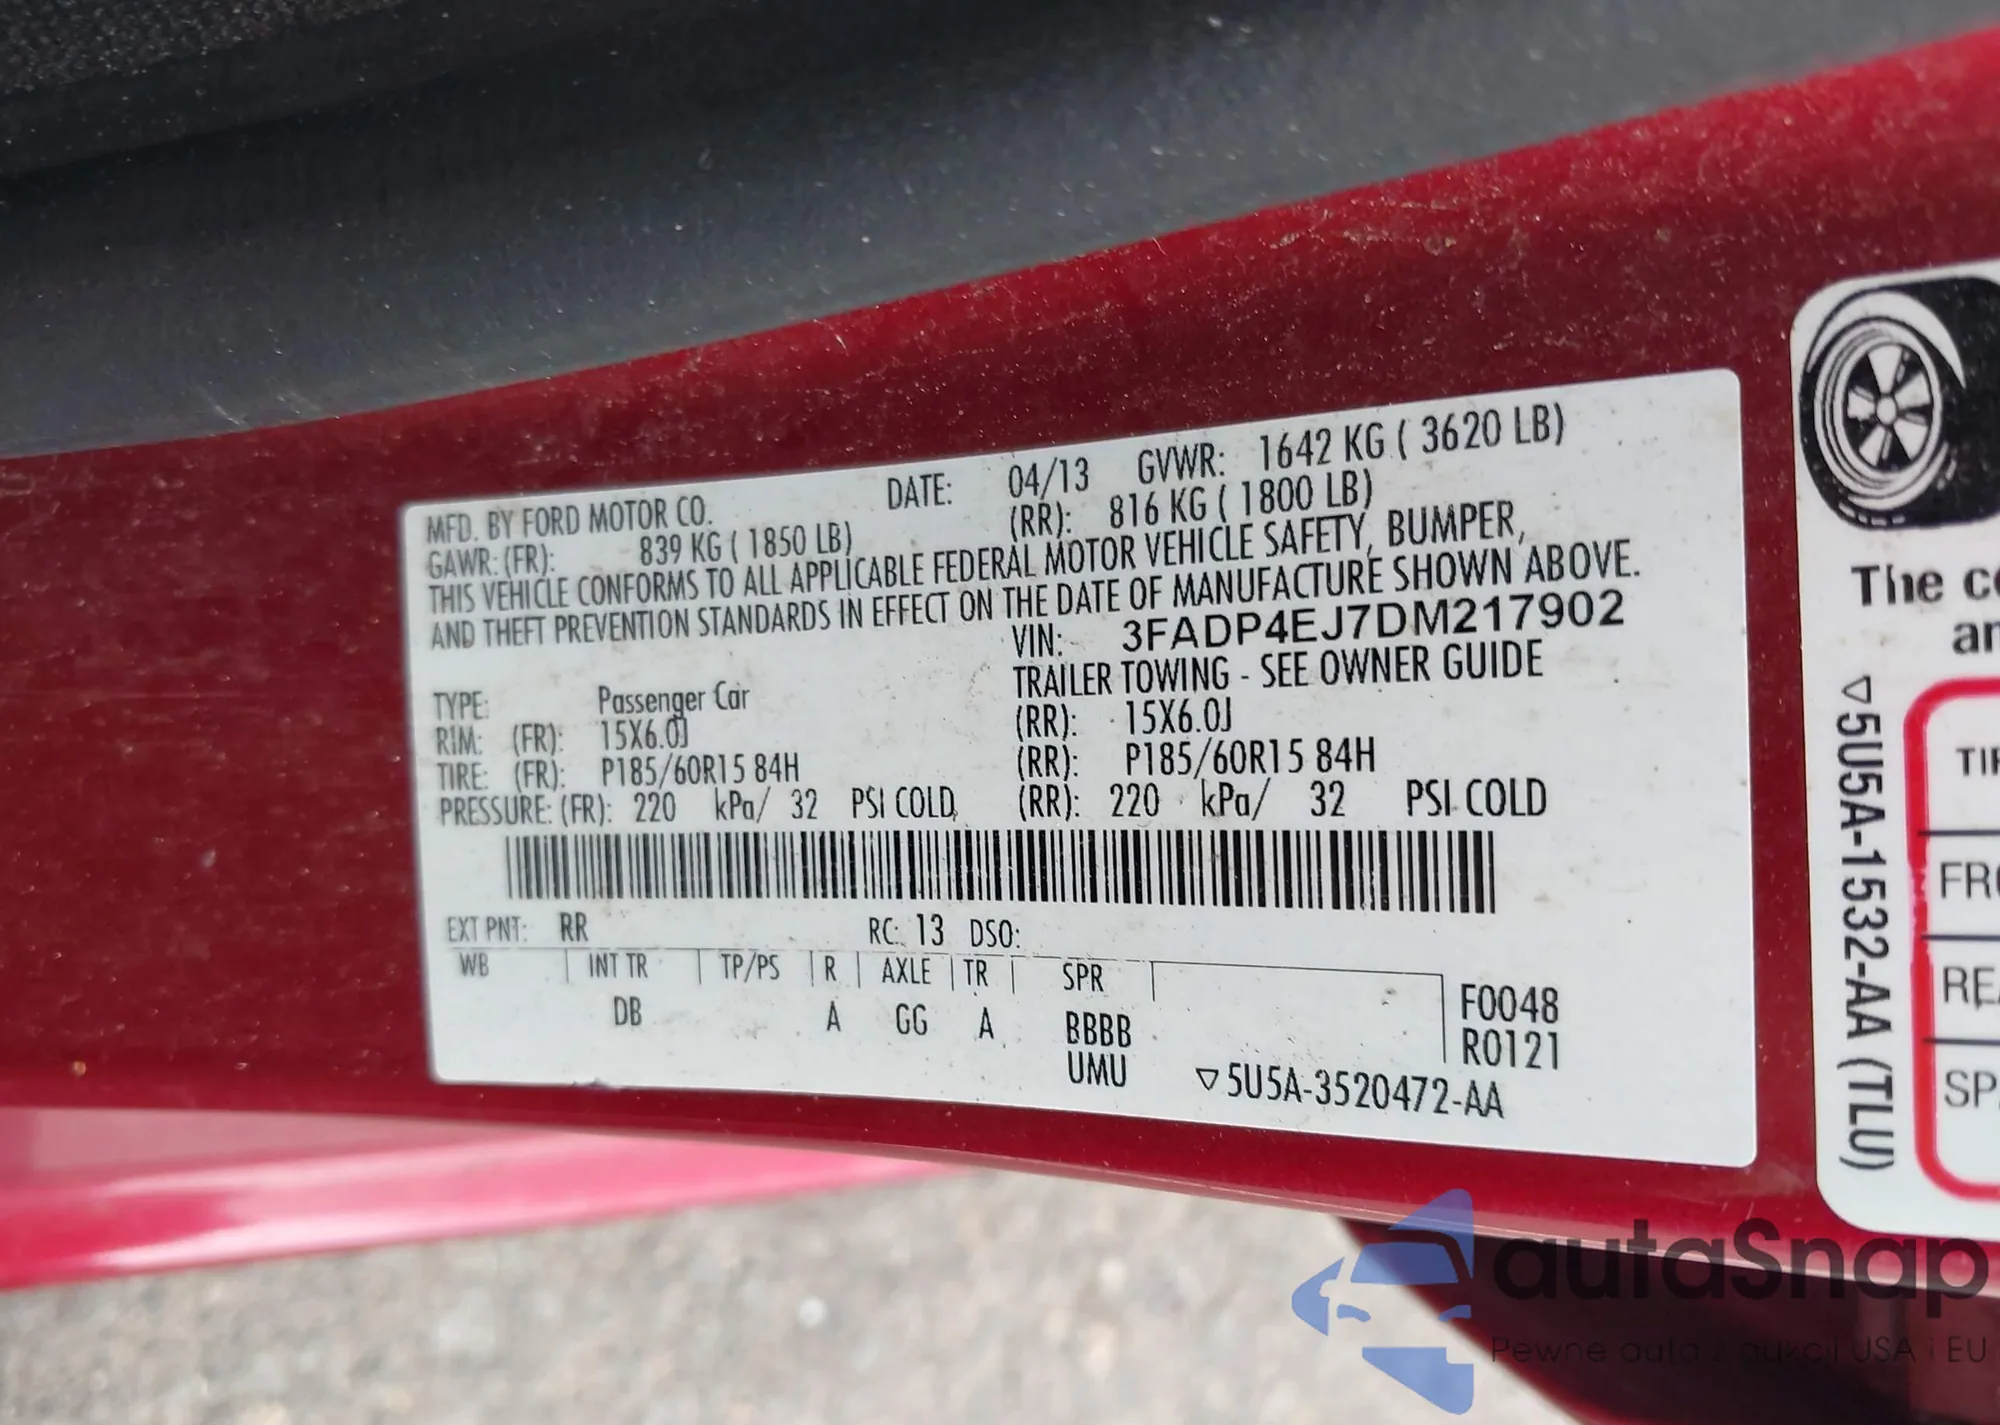 MFD. BY FORD MOTOR CO. DATE: 04/13 GVWR: 1642 KG ( 3620 LB)
GAWR: (FR): 839 KG ( 1850 LB) (RR): 816 KG ( 1800 LB)
THIS VEHICLE CONFORMS TO ALL APPLICABLE FEDERAL MOTOR VEHICLE SAFETY, BUMPER,
AND THEFT PREVENTION STANDARDS IN EFFECT ON THE DATE OF MANUFACTURE SHOWN ABOVE.
VIN: 3FADP4EJ7DM217902
TYPE: Passenger Car TRAILER TOWING - SEE OWNER GUIDE
RIM: (FR): 15X6.0J (RR): 15X6.0J
TIRE: (FR): P185/60R15 84H (RR): P185/60R15 84H
PRESSURE: (FR): 220 kPa/ 32 PSI COLD (RR): 220 kPa/ 32 PSI COLD
EXT PNT: RR RC: 13 DSO:
WB INT TR TP/PS R AXLE TR SPR
DB A GG A BBBB
UMU
F0048
R0121
▽5U5A-3520472-AA
The
▽5U5A-1532-AA (TLU)
autaSnap
Pewne auta z aukcji USA i EU